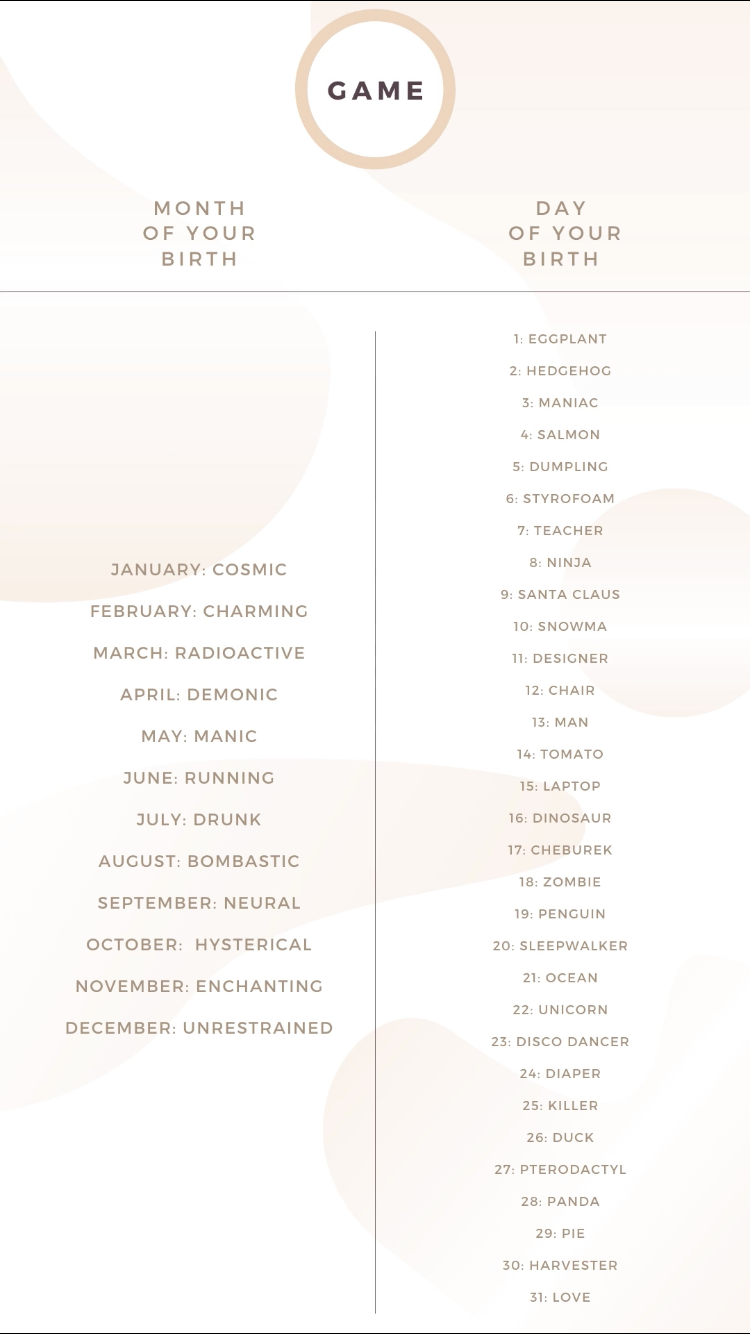 GAME
MONTH
OF YOUR
BIRTH
DAY
OF YOUR
BIRTH
JANUARY: COSMIC
FEBRUARY: CHARMING
MARCH: RADIOACTIVE
APRIL: DEMONIC
MAY: MANIC
JUNE: RUNNING
JULY: DRUNK
AUGUST: BOMBASTIC
SEPTEMBER: NEURAL
OCTOBER:  HYSTERICAL
NOVEMBER: ENCHANTING
DECEMBER: UNRESTRAINED
1: EGGPLANT
2: HEDGEHOG
3: MANIAC
4: SALMON
5: DUMPLING
6: STYROFOAM
7: TEACHER
8: NINJA
9: SANTA CLAUS
10: SNOWMA
11: DESIGNER
12: CHAIR
13: MAN
14: TOMATO
15: LAPTOP
16: DINOSAUR
17: CHEBUREK
18: ZOMBIE
19: PENGUIN
20: SLEEPWALKER
21: OCEAN
22: UNICORN
23: DISCO DANCER
24: DIAPER
25: KILLER
26: DUCK
27: PTERODACTYL
28: PANDA
29: PIE
30: HARVESTER
31: LOVE